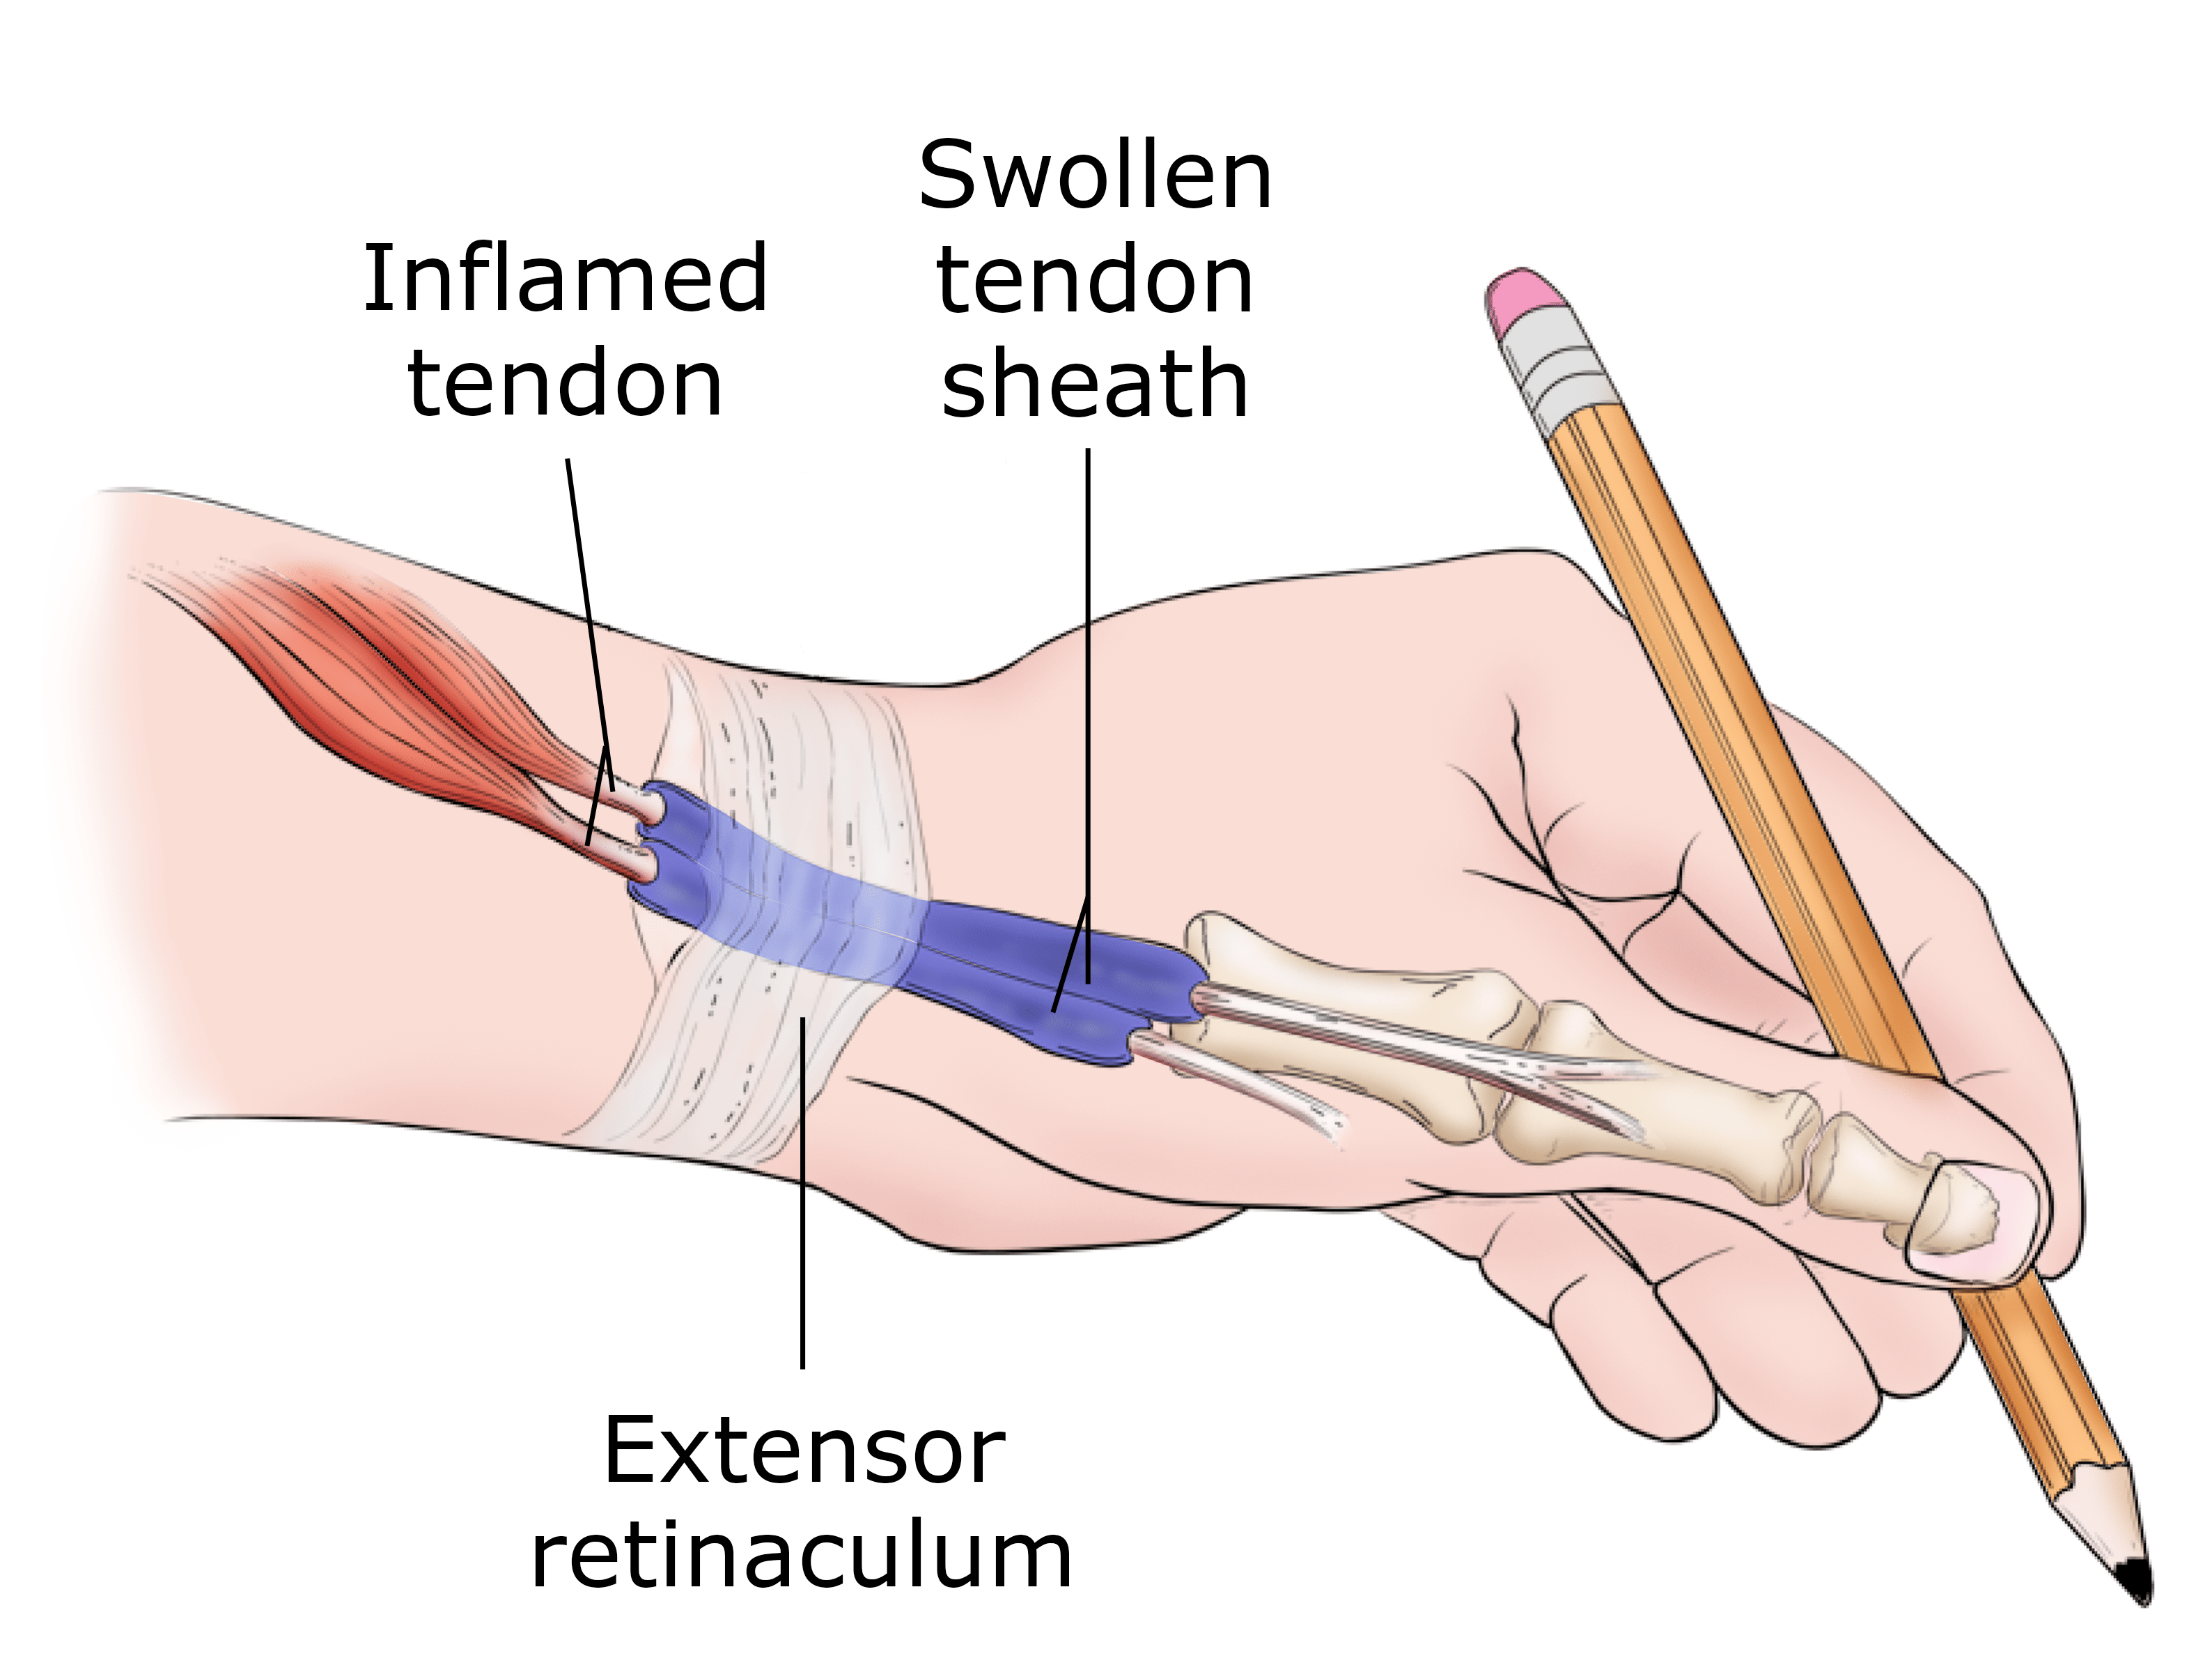 Inflamed
tendon
Swollen
tendon
sheath
Extensor
retinaculum